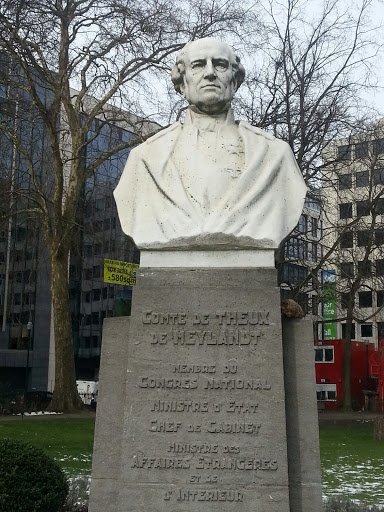 COMTE DE THEUX
DE MEYLANDT
MEMBRE DU
CONGRES NATIONAL
MINISTRE D'ETAT
CHEF DE CABINET
MINISTRE DES
AFFAIRES ETRANGERES
ET DE
L'INTERIEUR
±580sqm